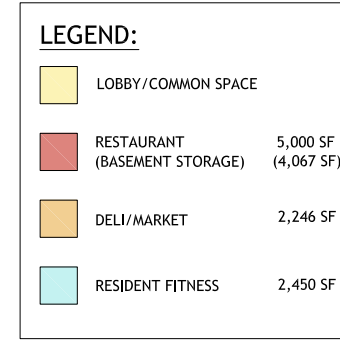 LEGEND:
LOBBY/COMMON SPACE
RESTAURANT 5,000 SF
(BASEMENT STORAGE) (4,067 SF)
DELI/MARKET 2,246 SF
RESIDENT FITNESS 2,450 SF